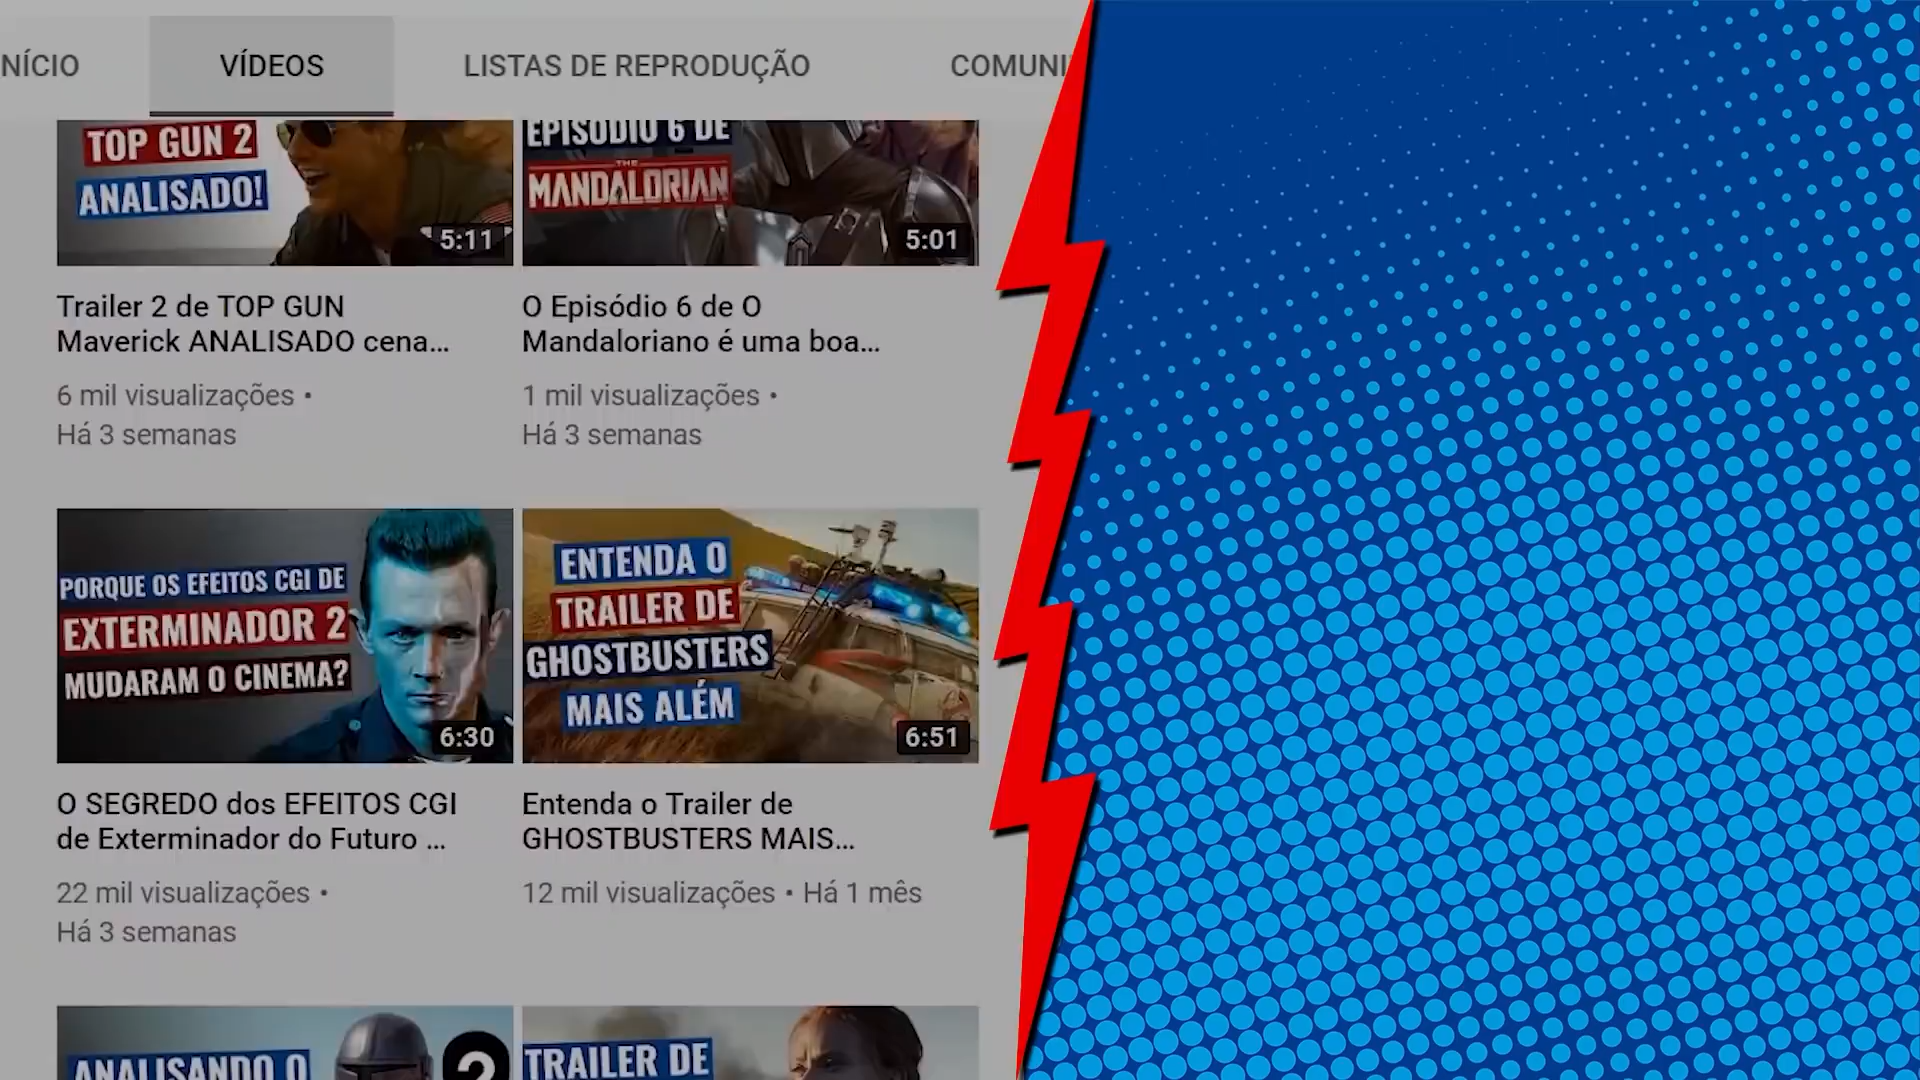 NÍCIO
VÍDEOS
LISTAS DE REPRODUÇÃO
COMUNI
TOP GUN 2
ANALISADO!
5:11
EPISÓDIO 6 DE
THE
MANDALORIAN
5:01
Trailer 2 de TOP GUN
Maverick ANALISADO cena...
6 mil visualizações •
Há 3 semanas
O Episódio 6 de O
Mandaloriano é uma boa...
1 mil visualizações •
Há 3 semanas
PORQUE OS EFEITOS CGI DE
EXTERMINADOR 2
MUDARAM O CINEMA?
6:30
ENTENDA O
TRAILER DE
GHOSTBUSTERS
MAIS ALÉM
6:51
O SEGREDO dos EFEITOS CGI
de Exterminador do Futuro ...
22 mil visualizações •
Há 3 semanas
Entenda o Trailer de
GHOSTBUSTERS MAIS...
12 mil visualizações • Há 1 mês
ANALISANDO O
?
TRAILER DE